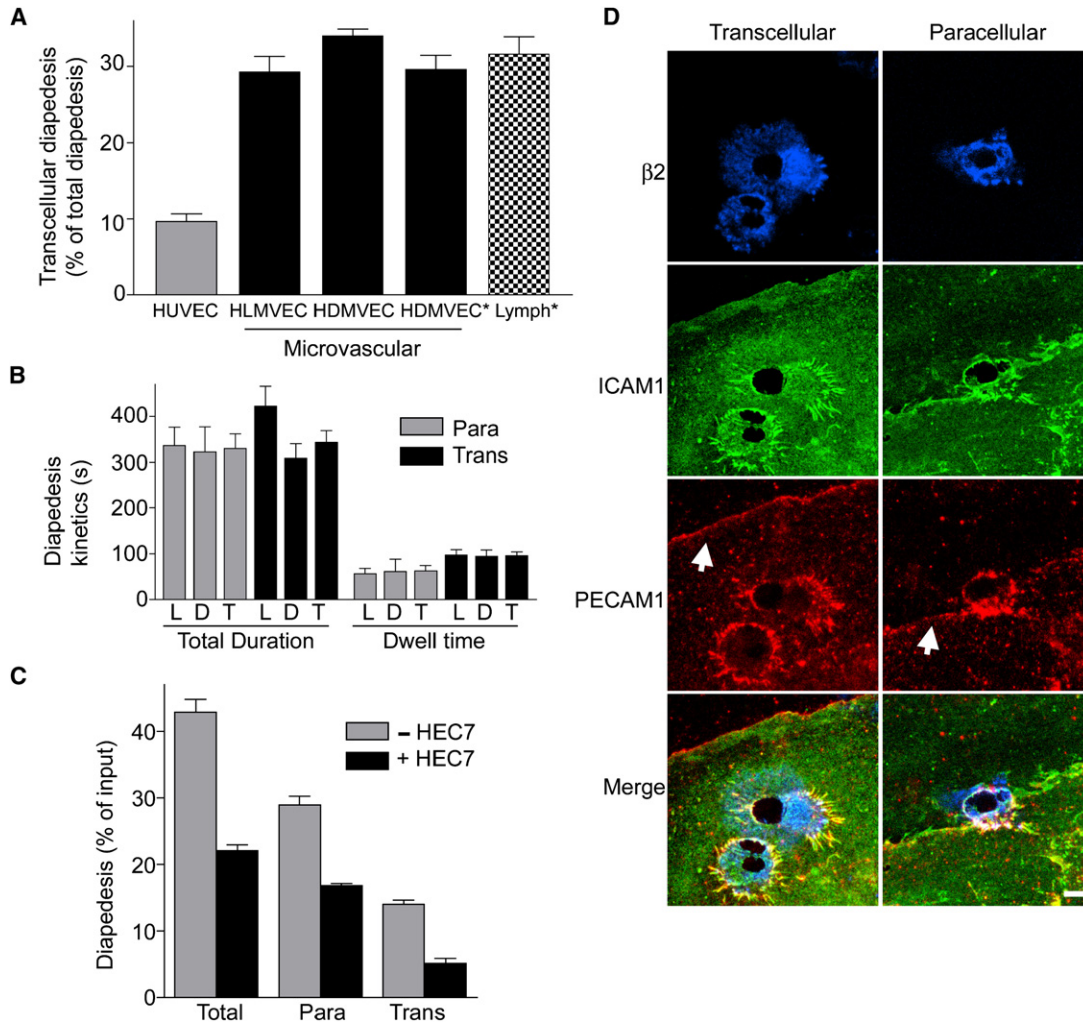 A
Transcellular diapedesis
(% of total diapedesis)
30
20
10
0
HUVEC HLMVEC HDMVEC HDMVEC* Lymph*
Microvascular
B
Diapedesis
kinetics (s)
400
300
200
100
0
Para
Trans
L D T L D T L D T L D T
Total Duration Dwell time
C
Diapedesis (% of input)
40
30
20
10
0
– HEC7
+ HEC7
Total Para Trans
D
Transcellular Paracellular
β2
ICAM1
PECAM1
Merge